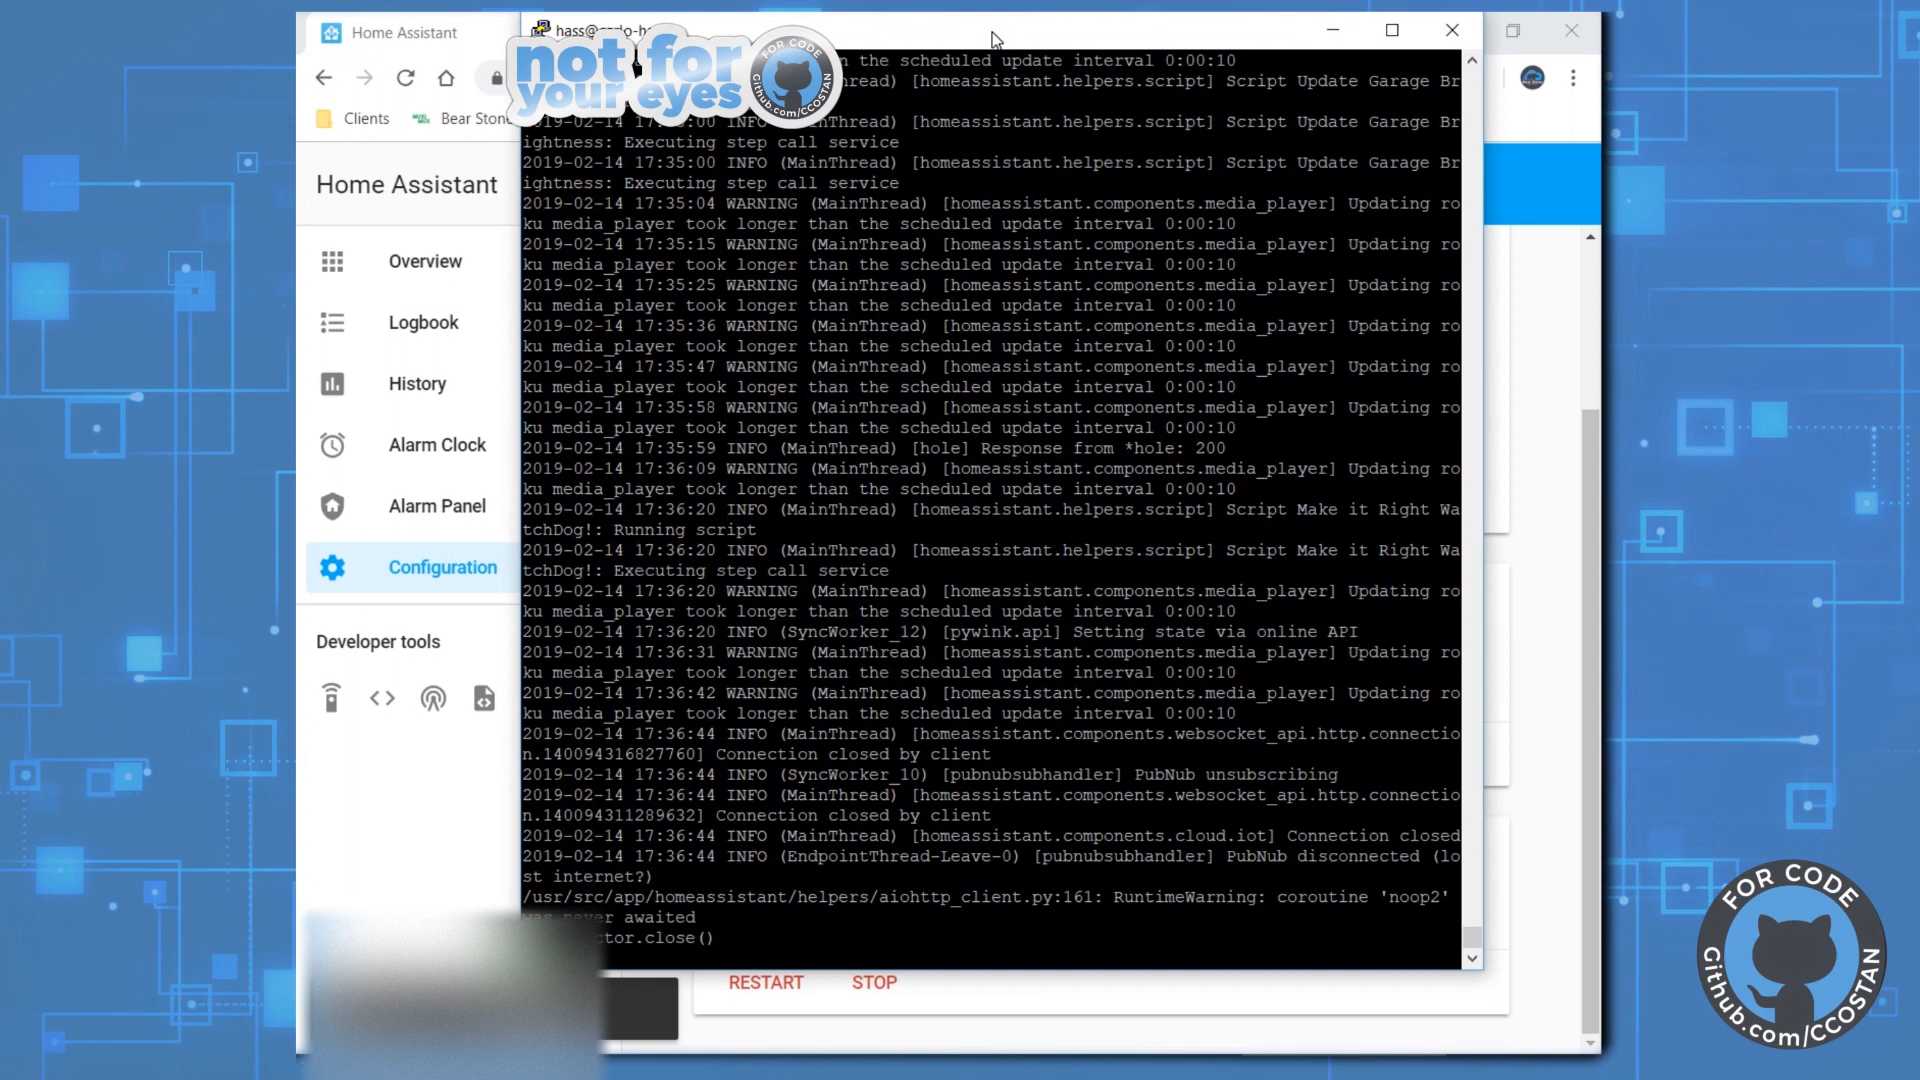 Home Assistant
hass@carlo-ha
not for
your eyes
FOR CODE
Github.com/CCOSTAN
Clients
Bear Stone
Home Assistant
Overview
Logbook
History
Alarm Clock
Alarm Panel
Configuration
Developer tools
n the scheduled update interval 0:00:10
hread) [homeassistant.helpers.script] Script Update Garage Br
2019-02-14 17:35:00 INFO (MainThread) [homeassistant.helpers.script] Script Update Garage Br
ightness: Executing step call service
2019-02-14 17:35:00 INFO (MainThread) [homeassistant.helpers.script] Script Update Garage Br
ightness: Executing step call service
2019-02-14 17:35:04 WARNING (MainThread) [homeassistant.components.media_player] Updating ro
ku media_player took longer than the scheduled update interval 0:00:10
2019-02-14 17:35:15 WARNING (MainThread) [homeassistant.components.media_player] Updating ro
ku media_player took longer than the scheduled update interval 0:00:10
2019-02-14 17:35:25 WARNING (MainThread) [homeassistant.components.media_player] Updating ro
ku media_player took longer than the scheduled update interval 0:00:10
2019-02-14 17:35:36 WARNING (MainThread) [homeassistant.components.media_player] Updating ro
ku media_player took longer than the scheduled update interval 0:00:10
2019-02-14 17:35:47 WARNING (MainThread) [homeassistant.components.media_player] Updating ro
ku media_player took longer than the scheduled update interval 0:00:10
2019-02-14 17:35:58 WARNING (MainThread) [homeassistant.components.media_player] Updating ro
ku media_player took longer than the scheduled update interval 0:00:10
2019-02-14 17:35:59 INFO (MainThread) [hole] Response from *hole: 200
2019-02-14 17:36:09 WARNING (MainThread) [homeassistant.components.media_player] Updating ro
ku media_player took longer than the scheduled update interval 0:00:10
2019-02-14 17:36:20 INFO (MainThread) [homeassistant.helpers.script] Script Make it Right Wa
tchDog!: Running script
2019-02-14 17:36:20 INFO (MainThread) [homeassistant.helpers.script] Script Make it Right Wa
tchDog!: Executing step call service
2019-02-14 17:36:20 WARNING (MainThread) [homeassistant.components.media_player] Updating ro
ku media_player took longer than the scheduled update interval 0:00:10
2019-02-14 17:36:20 INFO (SyncWorker_12) [pywink.api] Setting state via online API
2019-02-14 17:36:31 WARNING (MainThread) [homeassistant.components.media_player] Updating ro
ku media_player took longer than the scheduled update interval 0:00:10
2019-02-14 17:36:42 WARNING (MainThread) [homeassistant.components.media_player] Updating ro
ku media_player took longer than the scheduled update interval 0:00:10
2019-02-14 17:36:44 INFO (MainThread) [homeassistant.components.websocket_api.http.connectio
n.140094316827760] Connection closed by client
2019-02-14 17:36:44 INFO (SyncWorker_10) [pubnubsubhandler] PubNub unsubscribing
2019-02-14 17:36:44 INFO (MainThread) [homeassistant.components.websocket_api.http.connectio
n.140094311289632] Connection closed by client
2019-02-14 17:36:44 INFO (MainThread) [homeassistant.components.cloud.iot] Connection closed
2019-02-14 17:36:44 INFO (EndpointThread-Leave-0) [pubnubsubhandler] PubNub disconnected (lo
st internet?)
/usr/src/app/homeassistant/helpers/aiohttp_client.py:161: RuntimeWarning: coroutine 'noop2'
was never awaited
ctor.close()
RESTART STOP
FOR CODE
Github.com/CCOSTAN